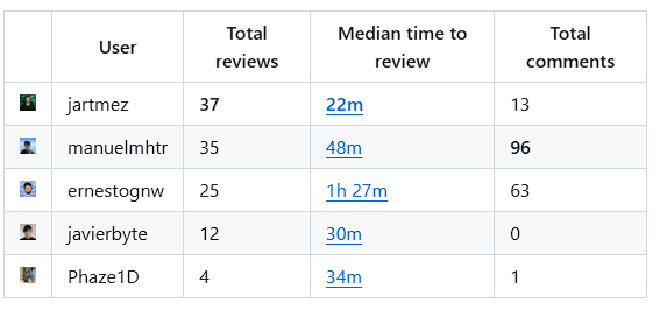 User Total reviews Median time to review Total comments
jartmez 37 22m 13
manuelmhtr 35 48m 96
ernestognw 25 1h 27m 63
javierbyte 12 30m 0
Phaze1D 4 34m 1